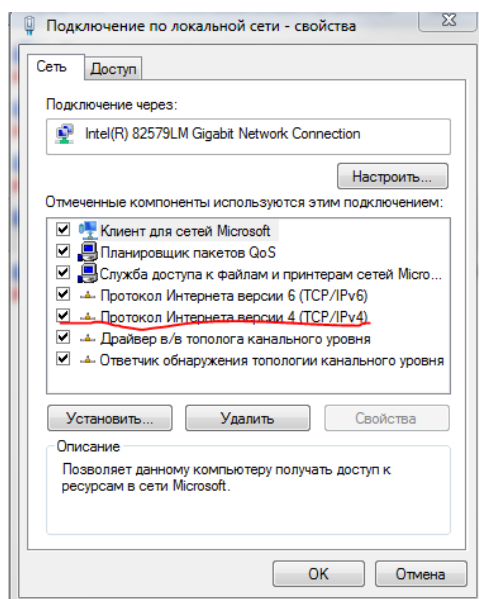 Подключение по локальной сети - свойства
Сеть Доступ
Подключение через:
Intel(R) 82579LM Gigabit Network Connection
Настроить...
Отмеченные компоненты используются этим подключением:
Клиент для сетей Microsoft
Планировщик пакетов QoS
Служба доступа к файлам и принтерам сетей Micro...
Протокол Интернета версии 6 (TCP/IPv6)
Протокол Интернета версии 4 (TCP/IPv4)
Драйвер в/в тополога канального уровня
Ответчик обнаружения топологии канального уровня
Установить... Удалить Свойства
Описание
Позволяет данному компьютеру получать доступ к
ресурсам в сети Microsoft.
OK Отмена